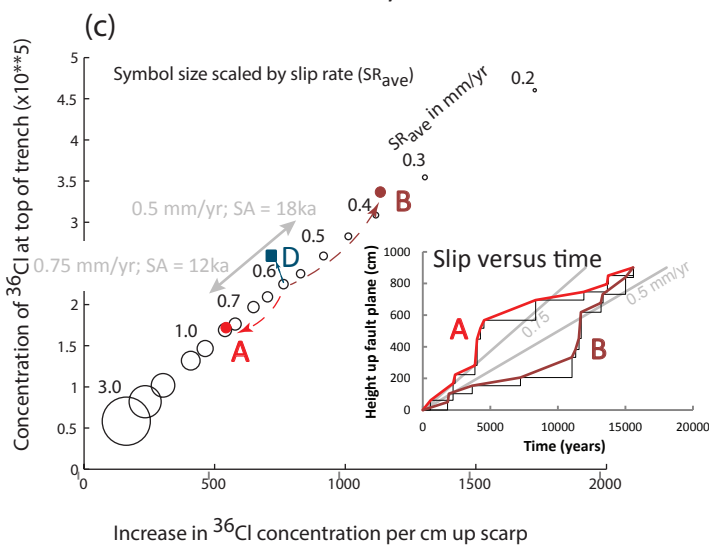 (c)
Concentration of ³⁶Cl at top of trench (x10**5)
5
4.5
4
3.5
3
2
1.5
1
0.5
0
Symbol size scaled by slip rate (SRave)
SRave in mm/yr
0.2
0.3
0.4
0.5
0.6
0.7
1.0
3.0
0.5 mm/yr; SA = 18ka
0.75 mm/yr; SA = 12ka
A
B
D
0
500
1000
1500
2000
Increase in ³⁶Cl concentration per cm up scarp
Slip versus time
Height up fault plane (cm)
1000
800
600
400
200
0
A
B
0.75
0.5 mm/yr
0
5000
10000
15000
20000
Time (years)